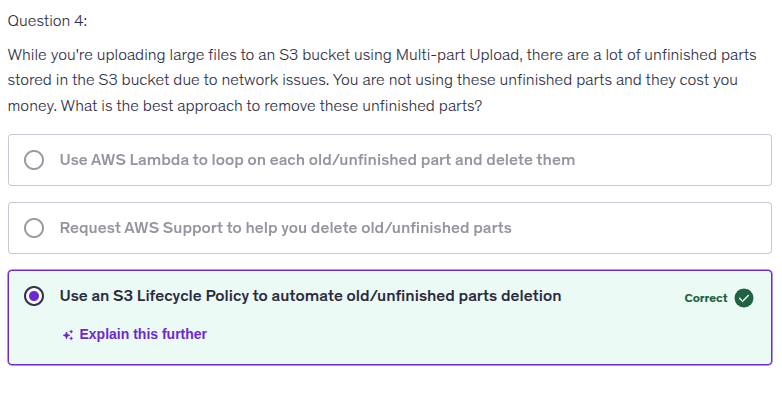 Question 4:
While you're uploading large files to an S3 bucket using Multi-part Upload, there are a lot of unfinished parts
stored in the S3 bucket due to network issues. You are not using these unfinished parts and they cost you
money. What is the best approach to remove these unfinished parts?
Use AWS Lambda to loop on each old/unfinished part and delete them
Request AWS Support to help you delete old/unfinished parts
Use an S3 Lifecycle Policy to automate old/unfinished parts deletion
Correct
Explain this further